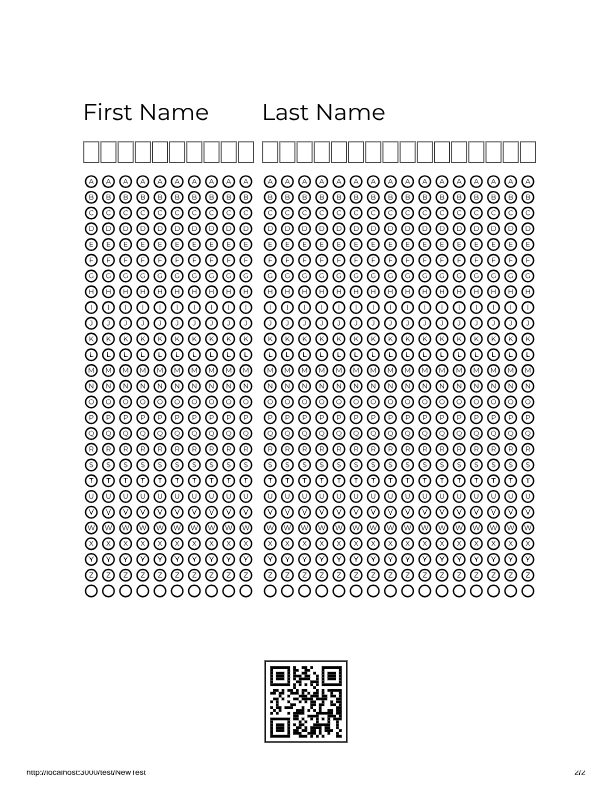 First Name Last Name
A A A A A A A A A A A A A A A A A A A A A A A A A A
B B B B B B B B B B B B B B B B B B B B B B B B B B
C C C C C C C C C C C C C C C C C C C C C C C C C C
D D D D D D D D D D D D D D D D D D D D D D D D D D
E E E E E E E E E E E E E E E E E E E E E E E E E E
F F F F F F F F F F F F F F F F F F F F F F F F F F
G G G G G G G G G G G G G G G G G G G G G G G G G G
H H H H H H H H H H H H H H H H H H H H H H H H H H
I I I I I I I I I I I I I I I I I I I I I I I I I I
J J J J J J J J J J J J J J J J J J J J J J J J J J
K K K K K K K K K K K K K K K K K K K K K K K K K K
L L L L L L L L L L L L L L L L L L L L L L L L L L
M M M M M M M M M M M M M M M M M M M M M M M M M M
N N N N N N N N N N N N N N N N N N N N N N N N N N
O O O O O O O O O O O O O O O O O O O O O O O O O O
P P P P P P P P P P P P P P P P P P P P P P P P P P
Q Q Q Q Q Q Q Q Q Q Q Q Q Q Q Q Q Q Q Q Q Q Q Q Q Q
R R R R R R R R R R R R R R R R R R R R R R R R R R
S S S S S S S S S S S S S S S S S S S S S S S S S S
T T T T T T T T T T T T T T T T T T T T T T T T T T
U U U U U U U U U U U U U U U U U U U U U U U U U U
V V V V V V V V V V V V V V V V V V V V V V V V V V
W W W W W W W W W W W W W W W W W W W W W W W W W W
X X X X X X X X X X X X X X X X X X X X X X X X X X
Y Y Y Y Y Y Y Y Y Y Y Y Y Y Y Y Y Y Y Y Y Y Y Y Y Y
Z Z Z Z Z Z Z Z Z Z Z Z Z Z Z Z Z Z Z Z Z Z Z Z Z Z
http://localhost:3000/test/NewTest 2/2